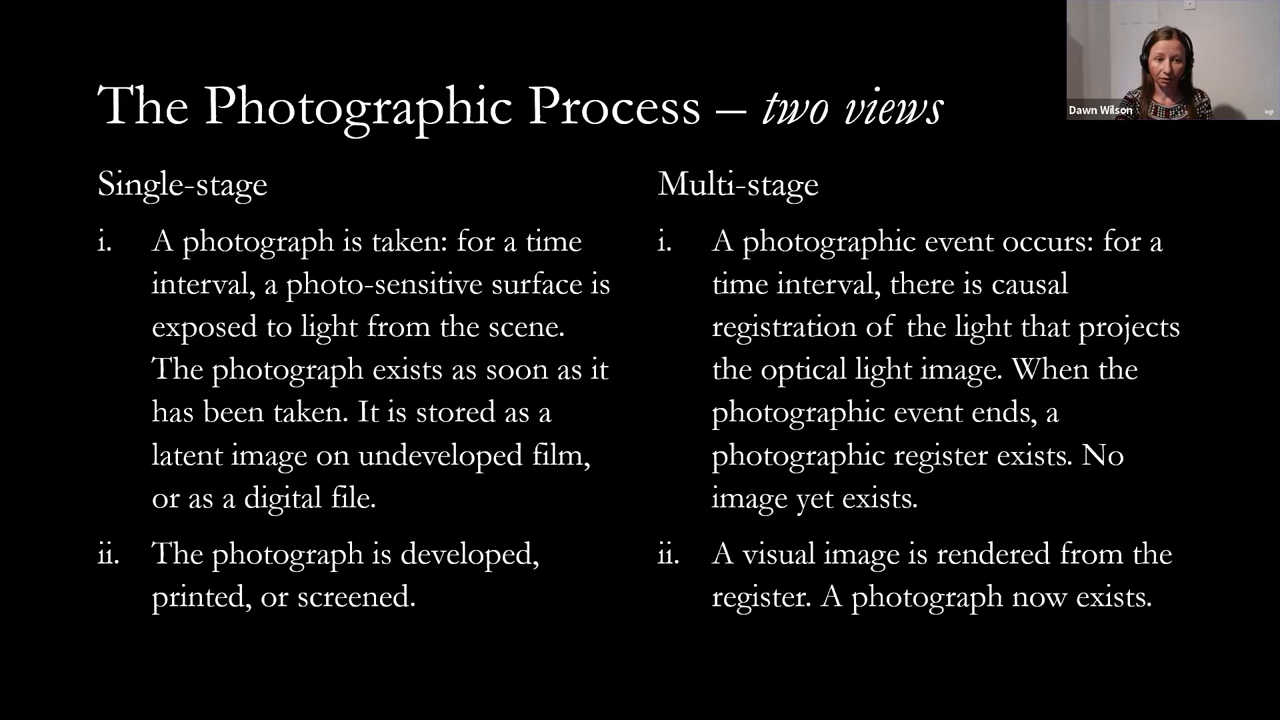 The Photographic Process – two views
Dawn Wilson
Single-stage
i. A photograph is taken: for a time
interval, a photo-sensitive surface is
exposed to light from the scene.
The photograph exists as soon as it
has been taken. It is stored as a
latent image on undeveloped film,
or as a digital file.
ii. The photograph is developed,
printed, or screened.
Multi-stage
i. A photographic event occurs: for a
time interval, there is causal
registration of the light that projects
the optical light image. When the
photographic event ends, a
photographic register exists. No
image yet exists.
ii. A visual image is rendered from the
register. A photograph now exists.